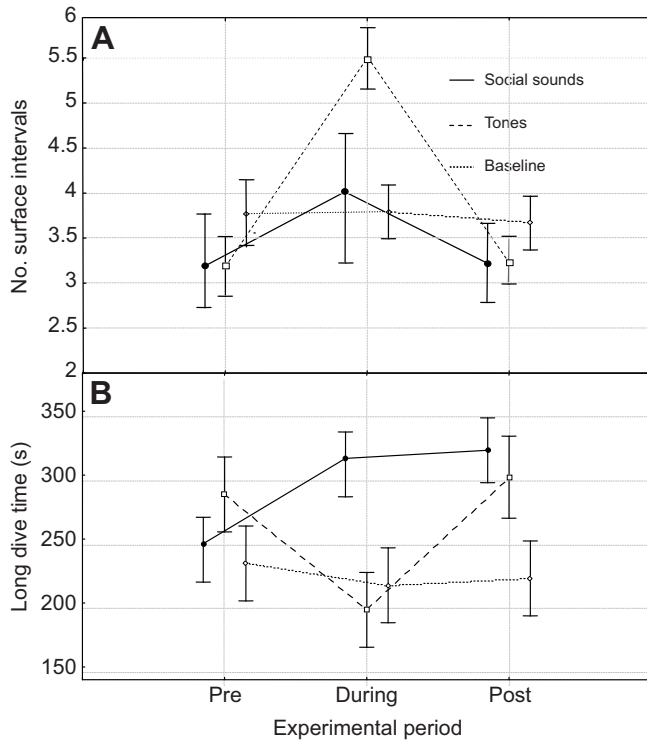 A
No. surface intervals
6
5.5
5
4.5
4
3.5
3
2.5
2
Social sounds
Tones
Baseline
B
Long dive time (s)
350
300
250
200
150
Pre During Post
Experimental period